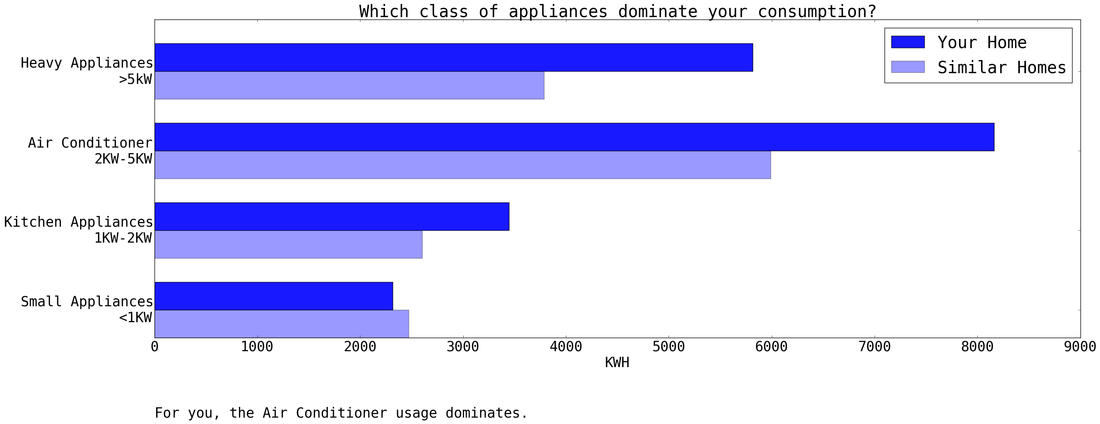 Which class of appliances dominate your consumption?
Your Home
Similar Homes
Heavy Appliances
>5kW
Air Conditioner
2KW-5KW
Kitchen Appliances
1KW-2KW
Small Appliances
<1KW
0 1000 2000 3000 4000 5000 6000 7000 8000 9000
KWH
For you, the Air Conditioner usage dominates.